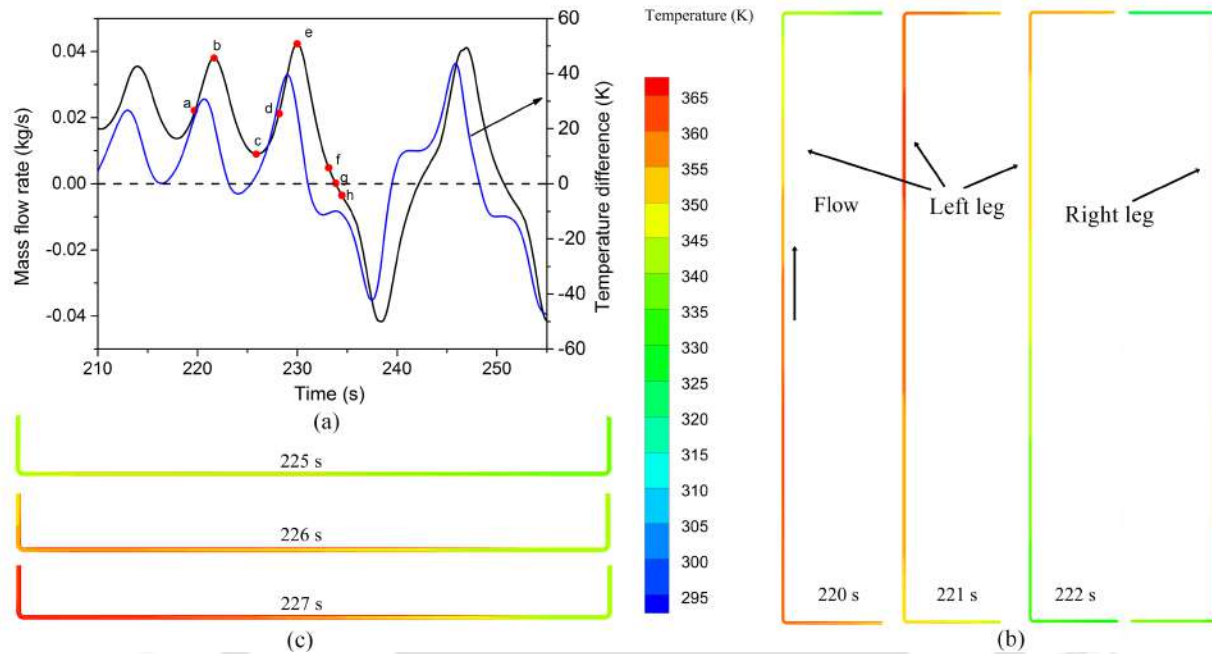 60
0.04
40
0.02
20
0.00
0
-0.02
-20
-0.04
-40
-60
210
220
230
240
250
Mass flow rate (kg/s)
Temperature difference (K)
Time (s)
a
b
c
d
e
f
g
h
(a)
225 s
226 s
227 s
(c)
Temperature (K)
365
360
355
350
345
340
335
330
325
320
315
310
305
300
295
Flow
Left leg
Right leg
220 s
221 s
222 s
(b)